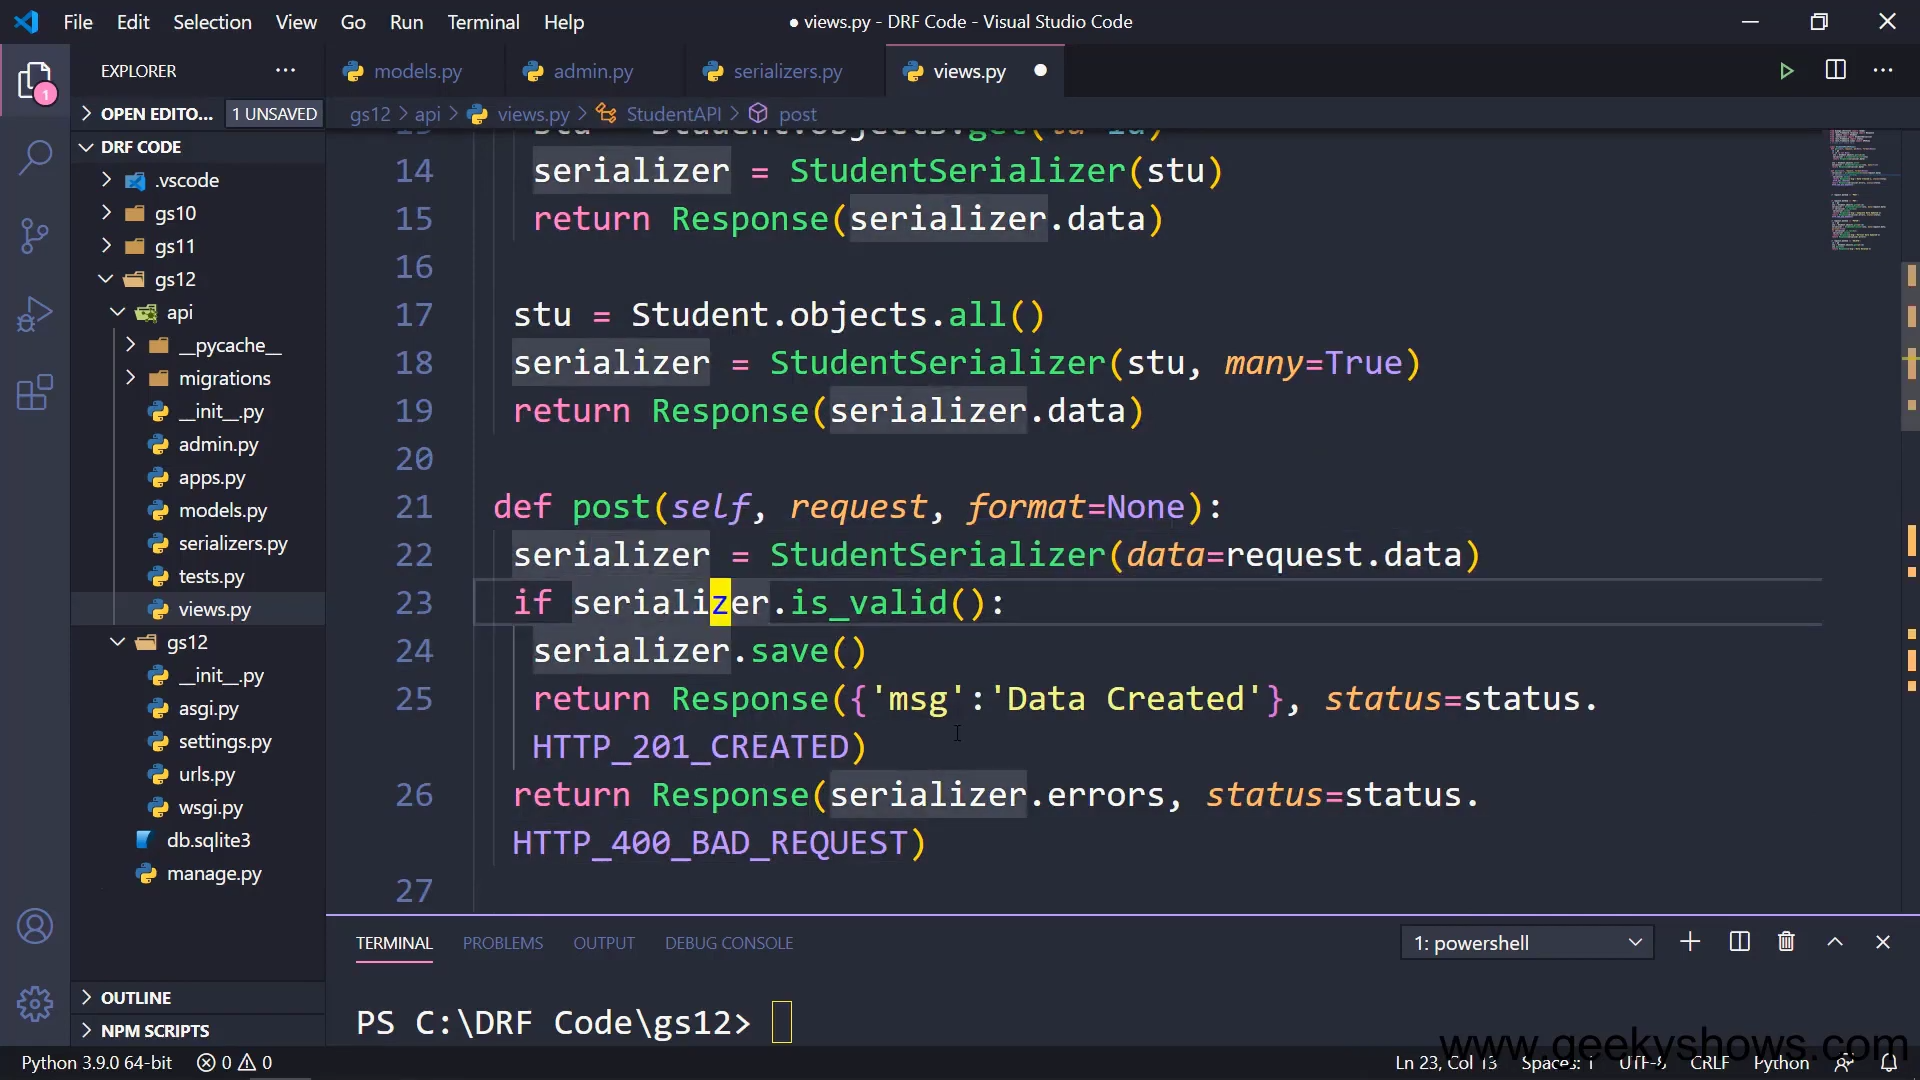 File Edit Selection View Go Run Terminal Help
● views.py - DRF Code - Visual Studio Code
EXPLORER
models.py
admin.py
serializers.py
views.py
1
OPEN EDITO... 1 UNSAVED
gs12 > api > views.py > StudentAPI > post
DRF CODE
.vscode
gs10
gs11
gs12
api
__pycache__
migrations
__init__.py
admin.py
apps.py
models.py
serializers.py
tests.py
views.py
gs12
__init__.py
asgi.py
settings.py
urls.py
wsgi.py
db.sqlite3
manage.py
OUTLINE
NPM SCRIPTS
14 serializer = StudentSerializer(stu)
15 return Response(serializer.data)
16
17 stu = Student.objects.all()
18 serializer = StudentSerializer(stu, many=True)
19 return Response(serializer.data)
20
21 def post(self, request, format=None):
22 serializer = StudentSerializer(data=request.data)
23 if serializer.is_valid():
24 serializer.save()
25 return Response({'msg':'Data Created'}, status=status.
HTTP_201_CREATED)
26 return Response(serializer.errors, status=status.
HTTP_400_BAD_REQUEST)
27
TERMINAL PROBLEMS OUTPUT DEBUG CONSOLE
1: powershell
PS C:\DRF Code\gs12>
www.geekyshows.com
Python 3.9.0 64-bit 0 0
Ln 23, Col 13 Spaces: 1 UTF-8 CRLF Python